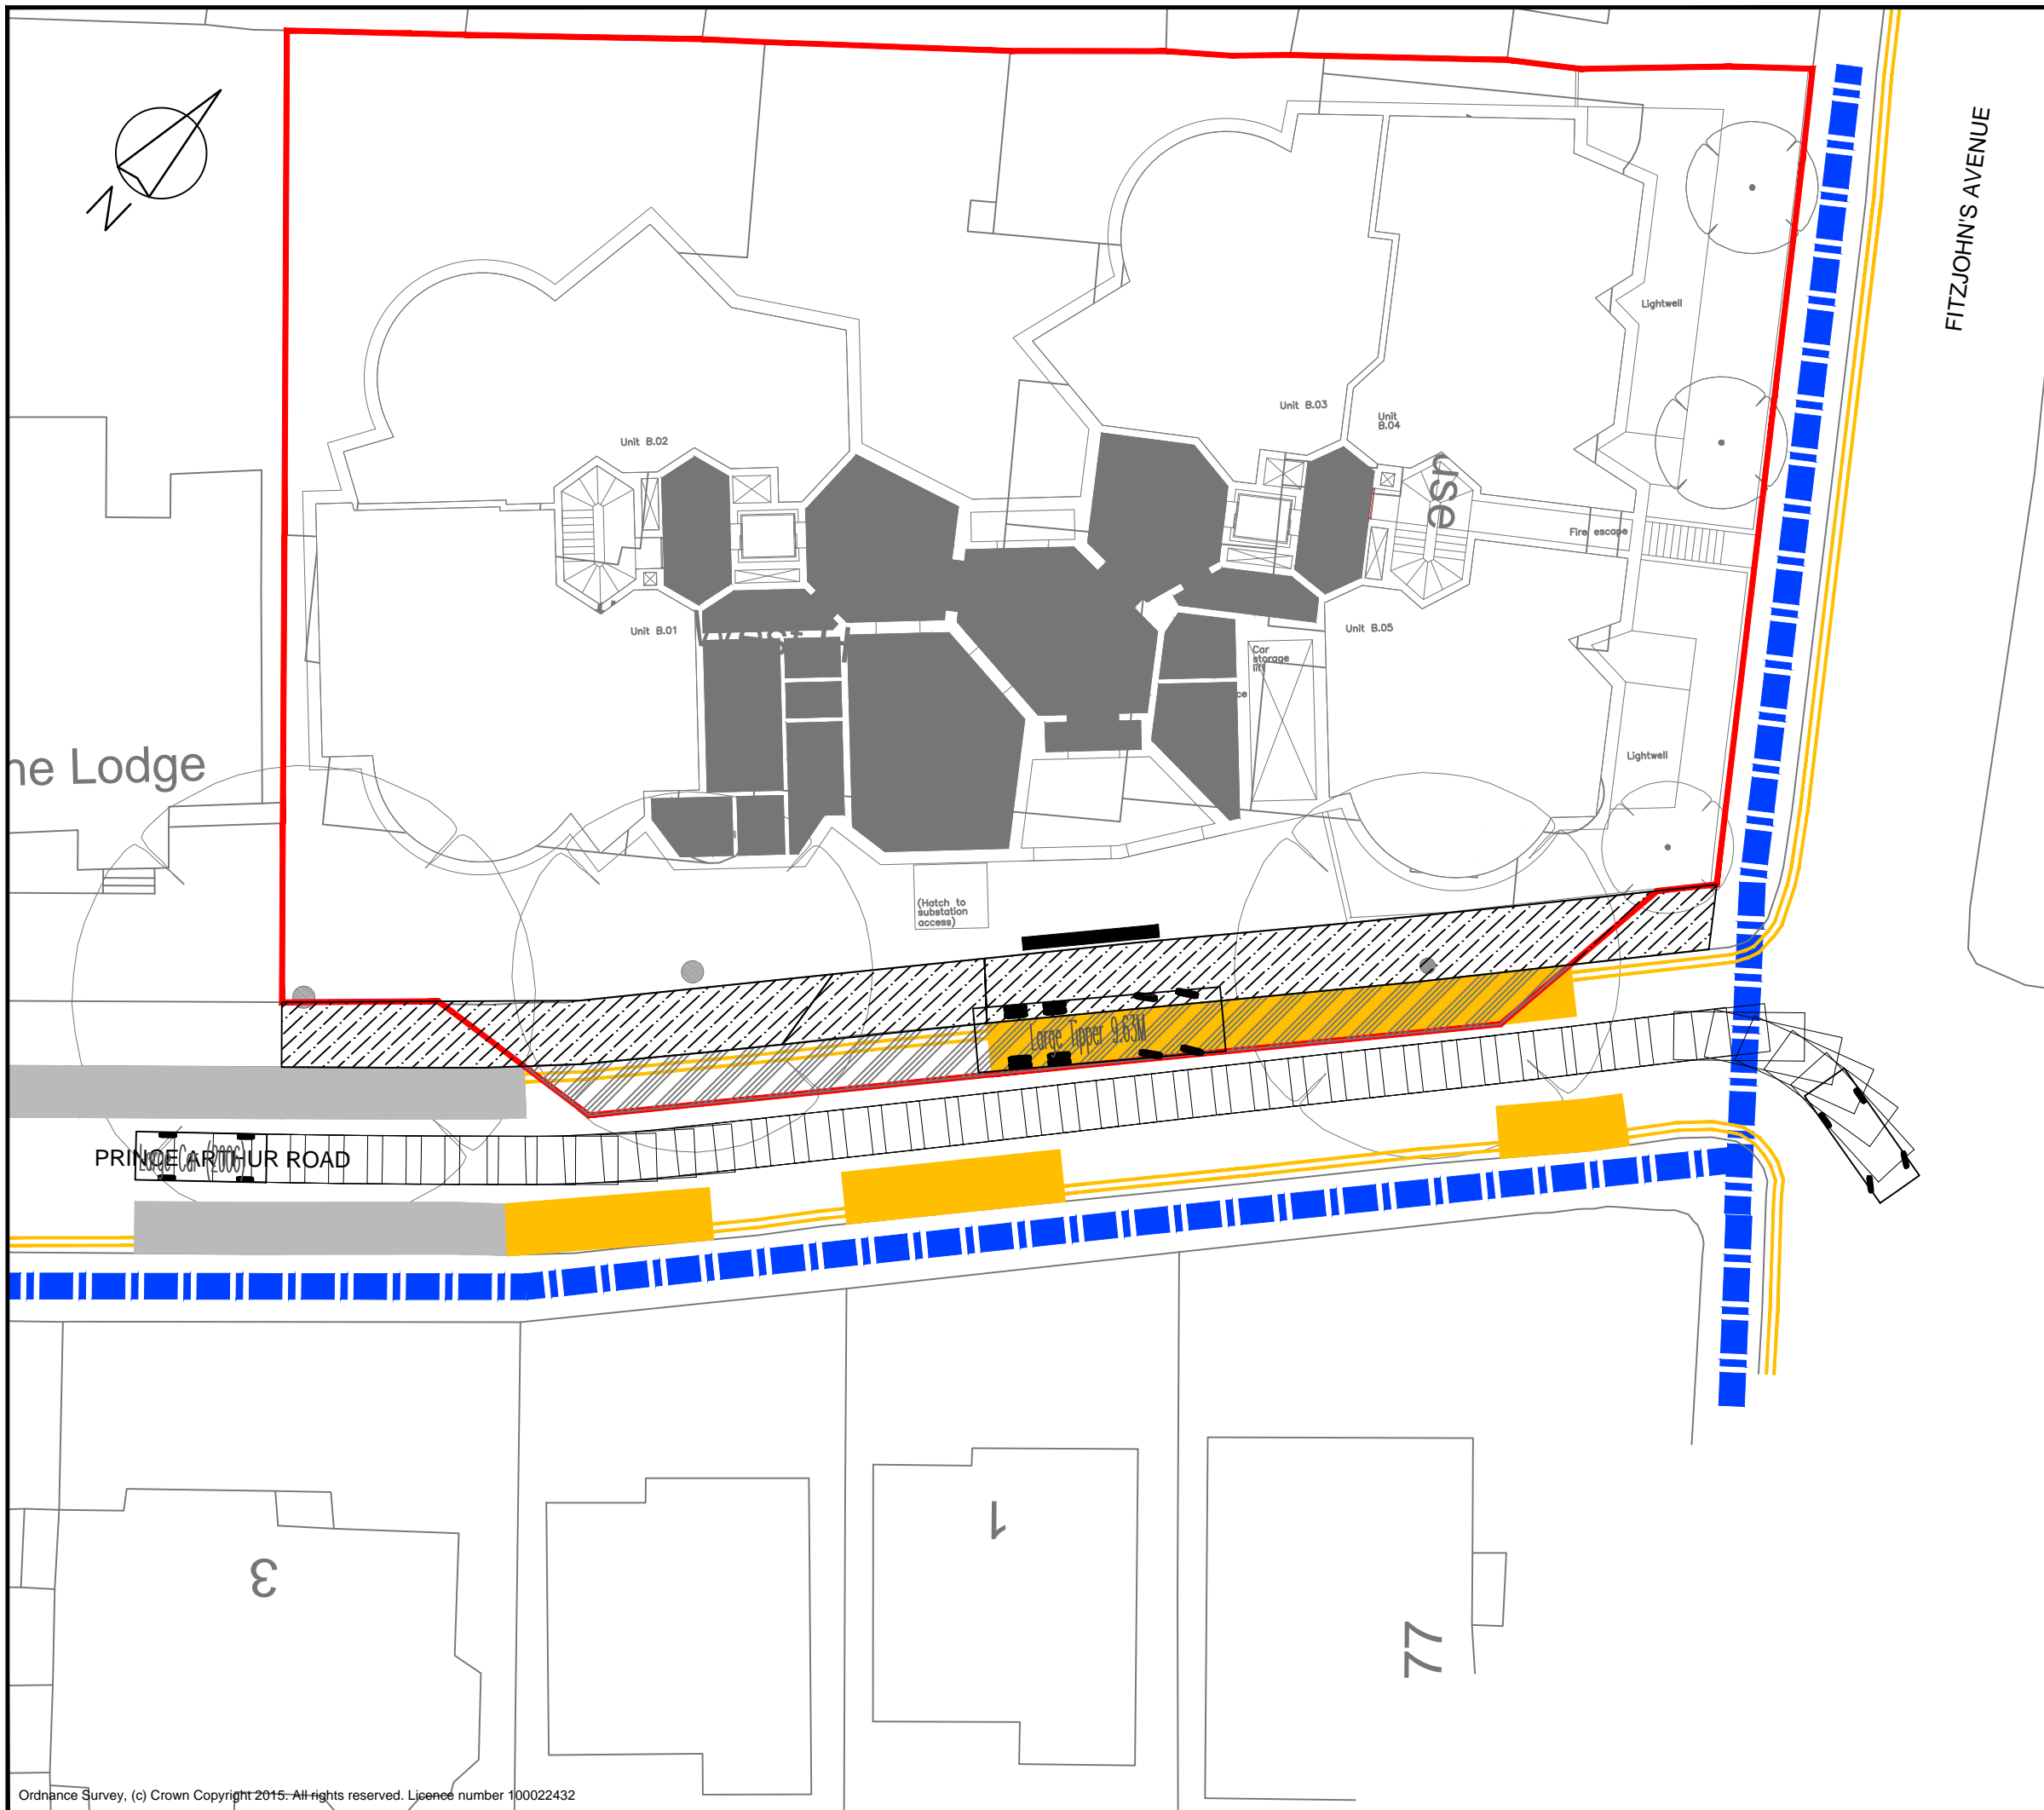 N
FITZJOHN'S AVENUE
Lightwell
Unit B.03
Unit
B.04
Unit B.02
Fire escape
Unit B.01
Unit B.05
Car
storage
lift
Lightwell
ne Lodge
(Hatch to
substation
access)
Large Tipper 9.63M
PRINCE ARTHUR ROAD
Large Car (2006)
3
1
77
Ordnance Survey, (c) Crown Copyright 2015. All rights reserved. Licence number 100022432